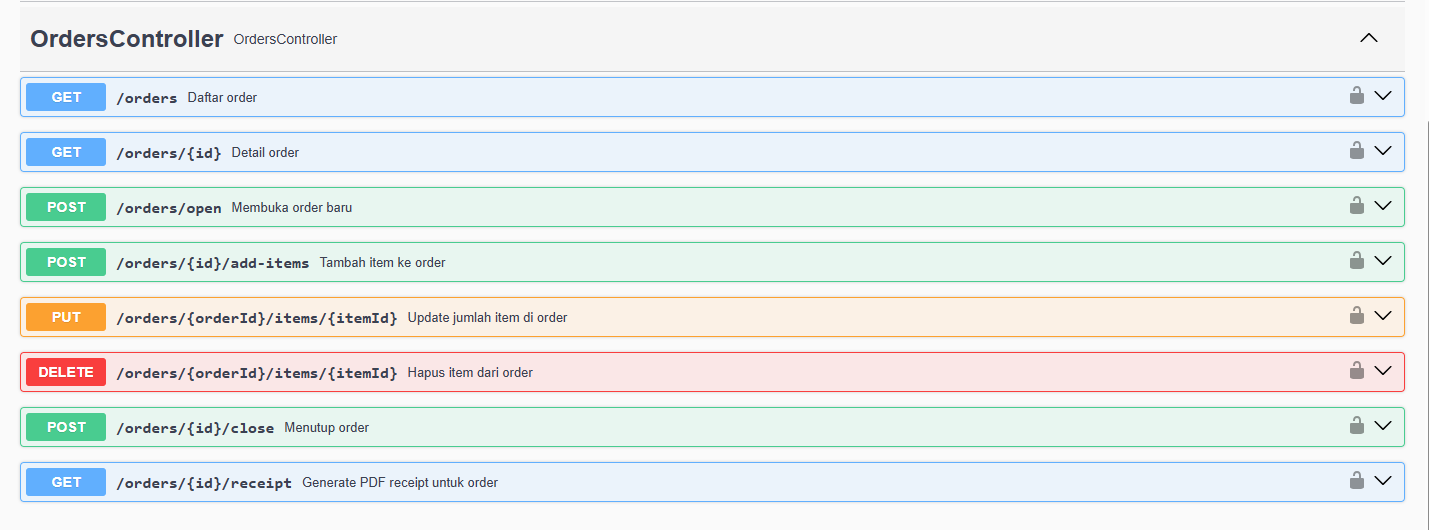 OrdersController OrdersController
GET /orders Daftar order
GET /orders/{id} Detail order
POST /orders/open Membuka order baru
POST /orders/{id}/add-items Tambah item ke order
PUT /orders/{orderId}/items/{itemId} Update jumlah item di order
DELETE /orders/{orderId}/items/{itemId} Hapus item dari order
POST /orders/{id}/close Menutup order
GET /orders/{id}/receipt Generate PDF receipt untuk order